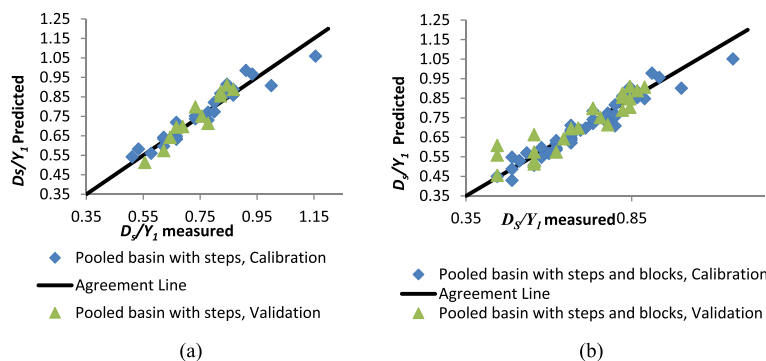 (a)
Ds/Y1 Predicted
1.25
1.15
1.05
0.95
0.85
0.75
0.65
0.55
0.45
0.35
0.35 0.55 0.75 0.95 1.15
Ds/Y1 measured
Pooled basin with steps, Calibration
Agreement Line
Pooled basin with steps, Validation
(a)
(b)
Ds/Y1 Predicted
1.25
1.15
1.05
0.95
0.85
0.75
0.65
0.55
0.45
0.35
0.35 0.85
DS/Y1 measured
Pooled basin with steps and blocks, Calibration
Agreement Line
Pooled basin with steps and blocks, Validation
(b)